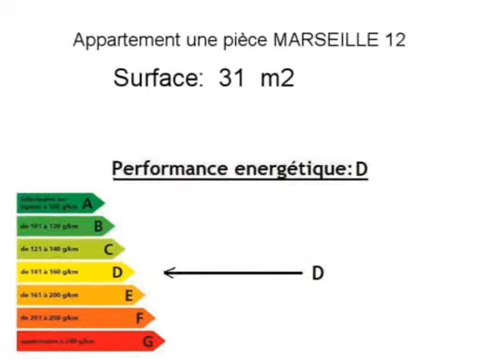 Appartement une pièce MARSEILLE 12
Surface: 31 m2
Performance energétique: D
A
de 101 à 120 g/km B
de 121 à 140 g/km C
de 141 à 160 g/km D
D
de 161 à 200 g/km E
de 201 à 250 g/km F
G